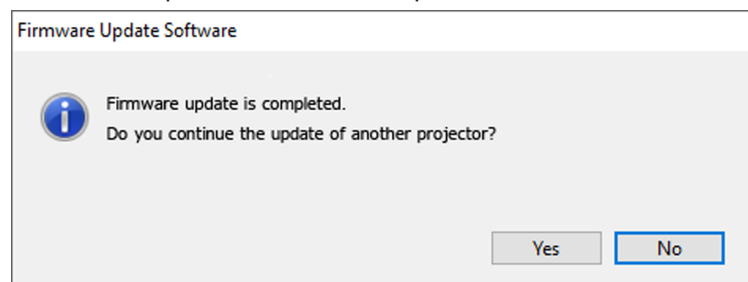 Firmware Update Software
Firmware update is completed.
Do you continue the update of another projector?
Yes No